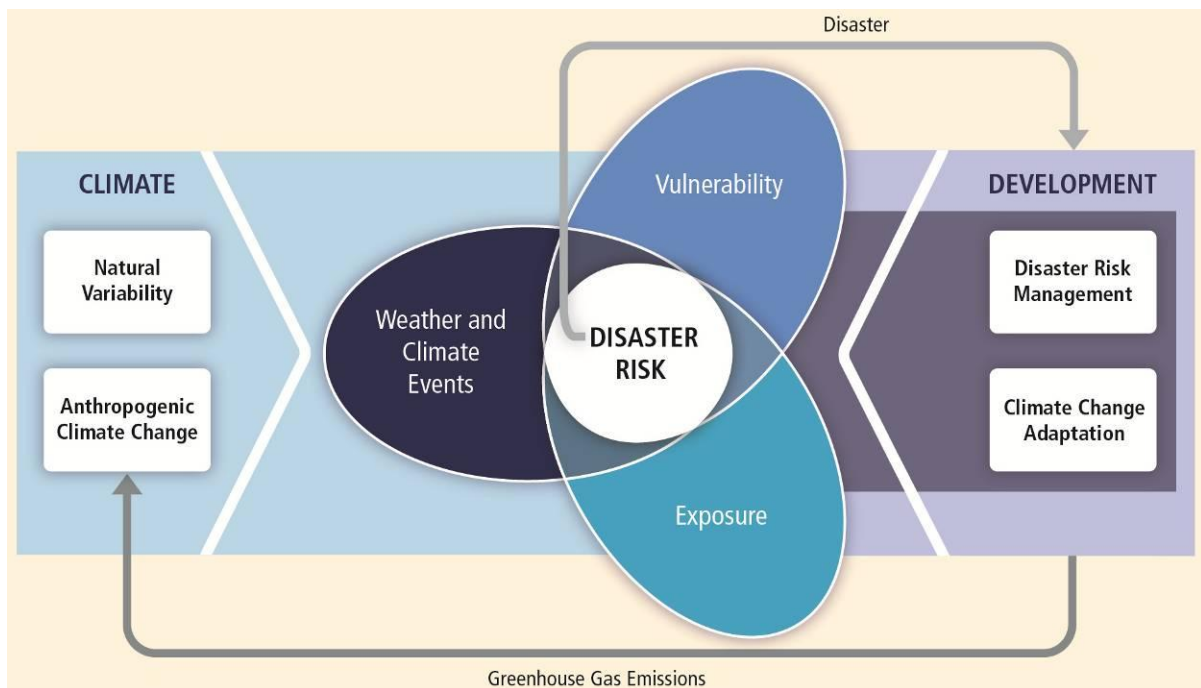 Disaster
CLIMATE
Natural
Variability
Anthropogenic
Climate Change
Vulnerability
Weather and
Climate
Events
DISASTER
RISK
Exposure
DEVELOPMENT
Disaster Risk
Management
Climate Change
Adaptation
Greenhouse Gas Emissions